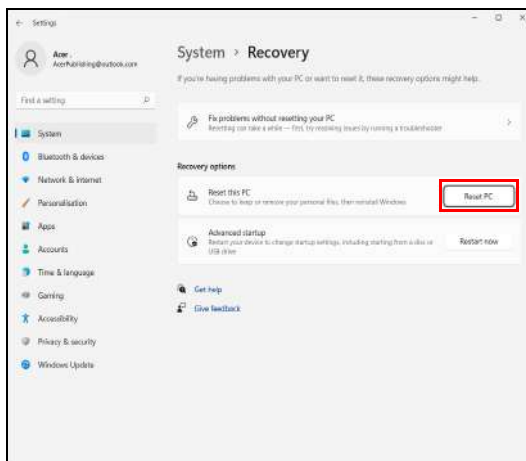 Settings
Acer .
AcerPublishing@outlook.com
Find a setting
System
Bluetooth & devices
Network & internet
Personalisation
Apps
Accounts
Time & language
Gaming
Accessibility
Privacy & security
Windows Update
System > Recovery
If you're having problems with your PC or want to reset it, these recovery options might help.
Fix problems without resetting your PC
Resetting can take a while — first, try resolving issues by running a troubleshooter
Recovery options
Reset this PC
Choose to keep or remove your personal files, then reinstall Windows
Reset PC
Advanced startup
Restart your device to change startup settings, including starting from a disc or
USB drive
Restart now
Get help
Give feedback